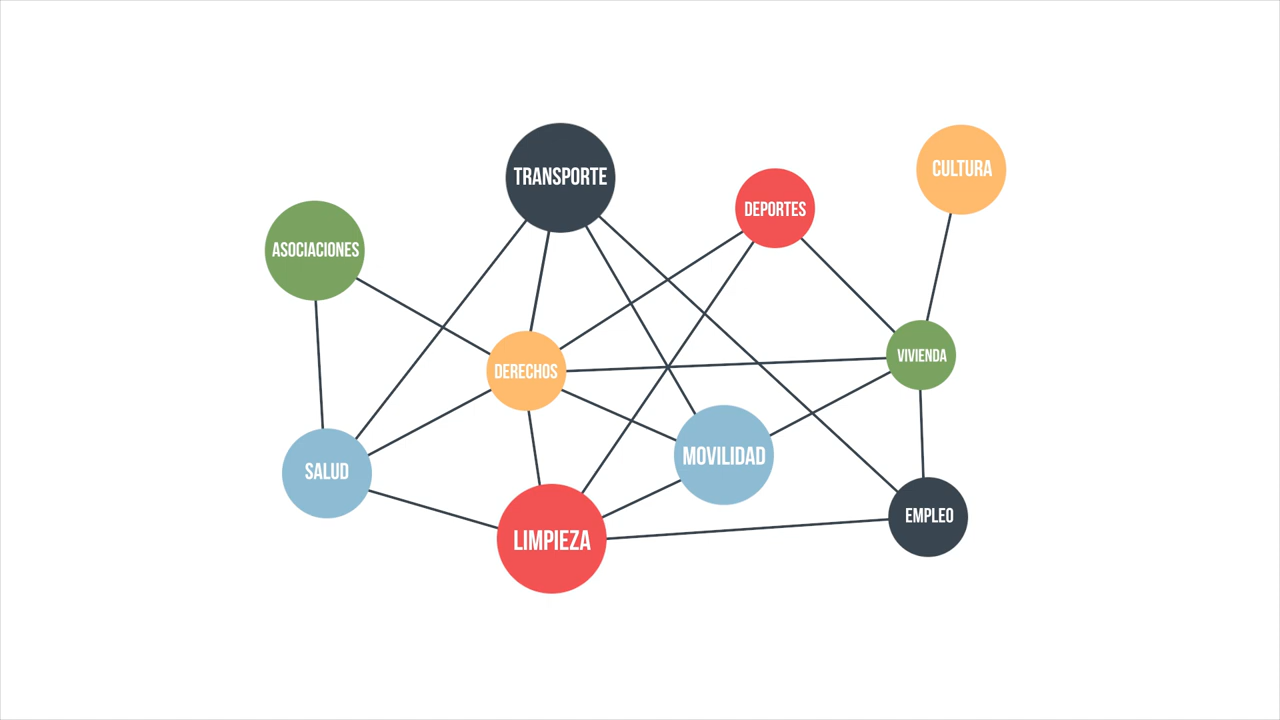 TRANSPORTE
CULTURA
DEPORTES
ASOCIACIONES
VIVIENDA
DERECHOS
MOVILIDAD
SALUD
EMPLEO
LIMPIEZA